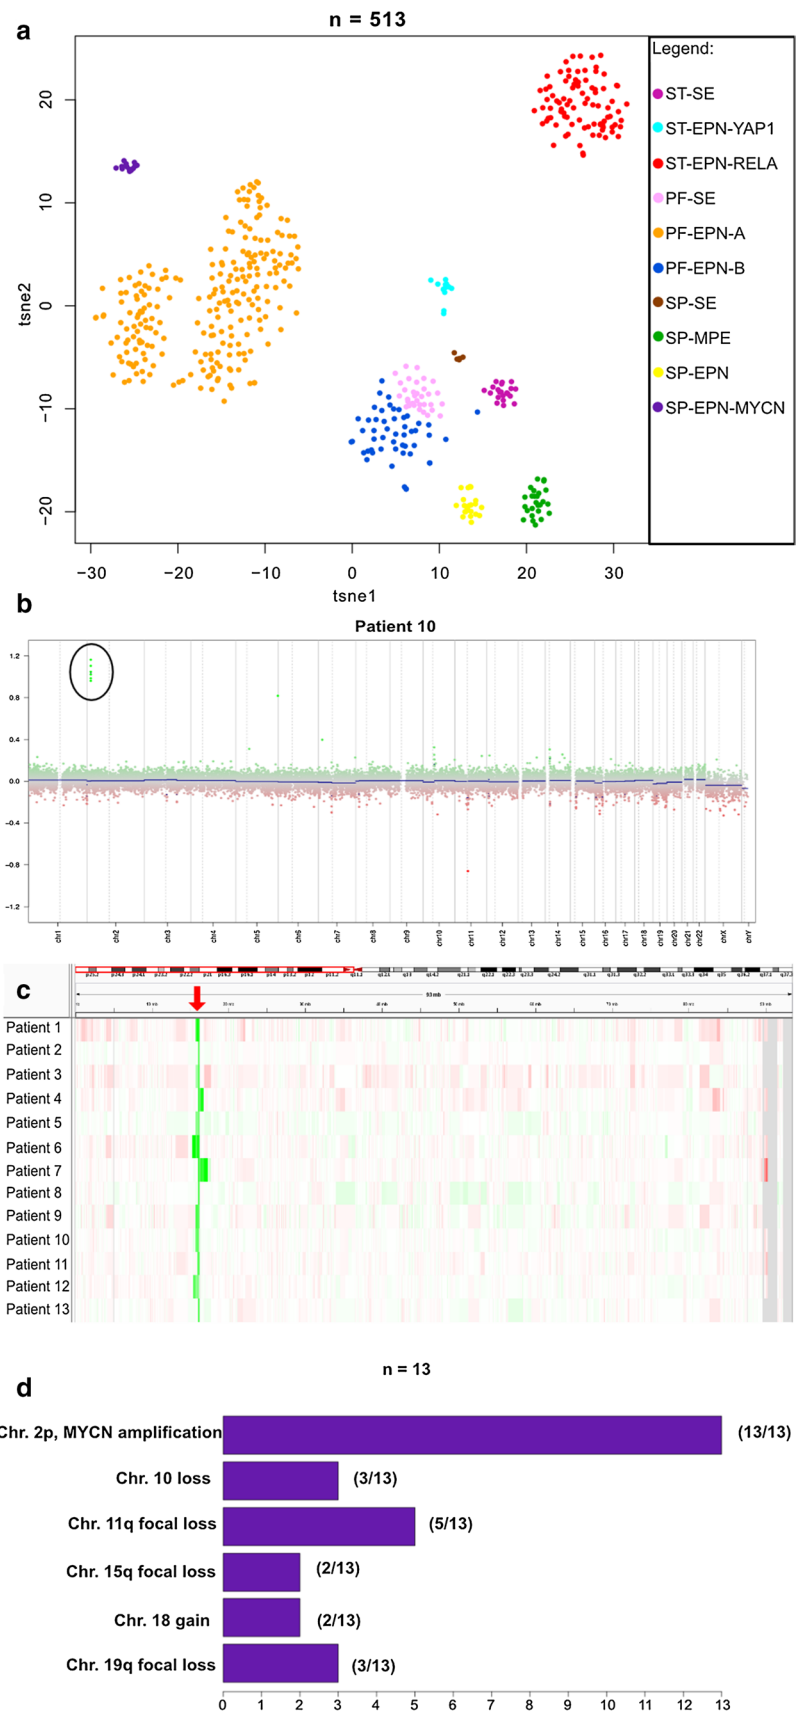 a
n = 513
Legend:
ST-SE
ST-EPN-YAP1
ST-EPN-RELA
PF-SE
PF-EPN-A
PF-EPN-B
SP-SE
SP-MPE
SP-EPN
SP-EPN-MYCN
20
10
0
−10
−20
tsne2
−30 −20 −10 0 10 20 30
tsne1
b
Patient 10
1.2
0.8
0.4
0.0
−0.4
−0.8
−1.2
chr1 chr2 chr3 chr4 chr5 chr6 chr7 chr8 chr9 chr10 chr11 chr12 chr13 chr14 chr15 chr16 chr17 chr18 chr19 chr20 chr21 chr22 chrX chrY
c
93 mb
Patient 1
Patient 2
Patient 3
Patient 4
Patient 5
Patient 6
Patient 7
Patient 8
Patient 9
Patient 10
Patient 11
Patient 12
Patient 13
n = 13
d
Chr. 2p, MYCN amplification (13/13)
Chr. 10 loss (3/13)
Chr. 11q focal loss (5/13)
Chr. 15q focal loss (2/13)
Chr. 18 gain (2/13)
Chr. 19q focal loss (3/13)
0 1 2 3 4 5 6 7 8 9 10 11 12 13